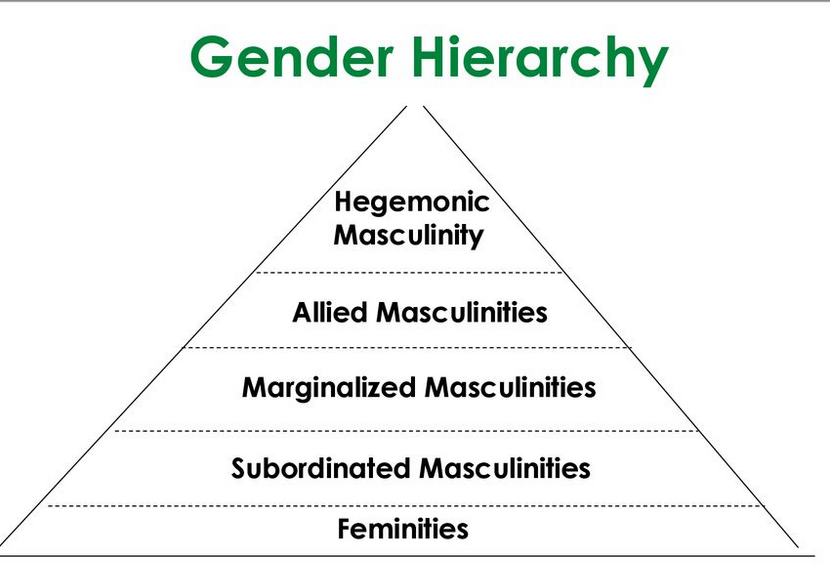 Gender Hierarchy
Hegemonic
Masculinity
Allied Masculinities
Marginalized Masculinities
Subordinated Masculinities
Feminities